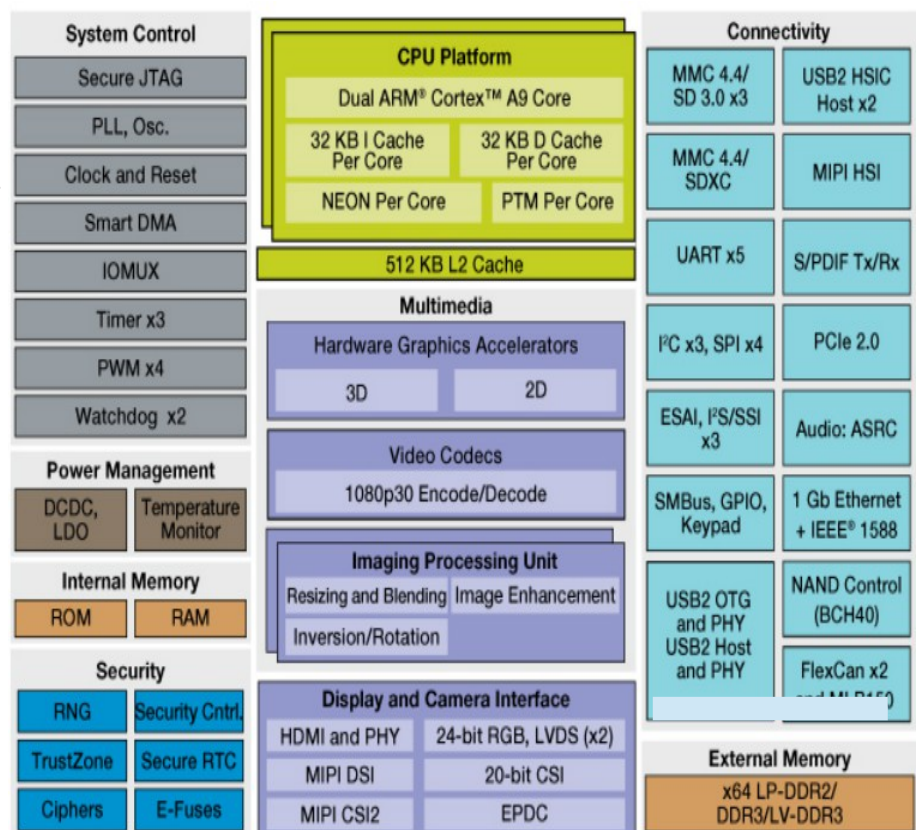 System Control
Secure JTAG
PLL, Osc.
Clock and Reset
Smart DMA
IOMUX
Timer x3
PWM x4
Watchdog x2
Power Management
DCDC,
LDO
Temperature
Monitor
Internal Memory
ROM
RAM
Security
RNG
Security Cntrl.
TrustZone
Secure RTC
Ciphers
E-Fuses
CPU Platform
Dual ARM® Cortex™ A9 Core
32 KB I Cache
Per Core
32 KB D Cache
Per Core
NEON Per Core
PTM Per Core
512 KB L2 Cache
Multimedia
Hardware Graphics Accelerators
3D
2D
Video Codecs
1080p30 Encode/Decode
Imaging Processing Unit
Resizing and Blending
Image Enhancement
Inversion/Rotation
Display and Camera Interface
HDMI and PHY
24-bit RGB, LVDS (x2)
MIPI DSI
20-bit CSI
MIPI CSI2
EPDC
Connectivity
MMC 4.4/
SD 3.0 x3
USB2 HSIC
Host x2
MMC 4.4/
SDXC
MIPI HSI
UART x5
S/PDIF Tx/Rx
I²C x3, SPI x4
PCIe 2.0
ESAI, I²S/SSI
x3
Audio: ASRC
SMBus, GPIO,
Keypad
1 Gb Ethernet
+ IEEE® 1588
USB2 OTG
and PHY
USB2 Host
and PHY
NAND Control
(BCH40)
FlexCan x2
and
External Memory
x64 LP-DDR2/
DDR3/LV-DDR3